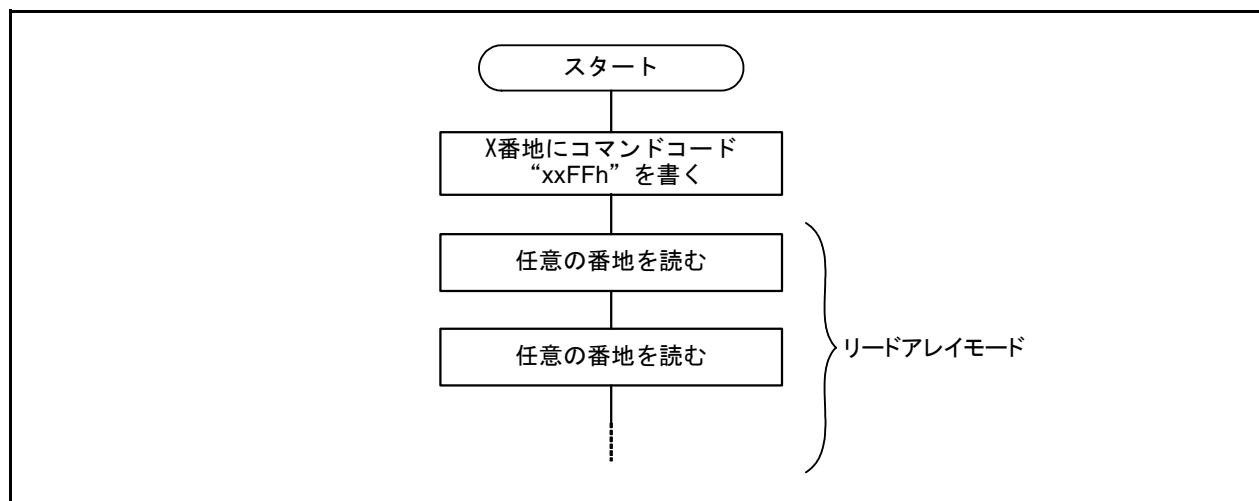 スタート
X番地にコマンドコード
“xxFFh”を書く
任意の番地を読む
任意の番地を読む
リードアレイモード